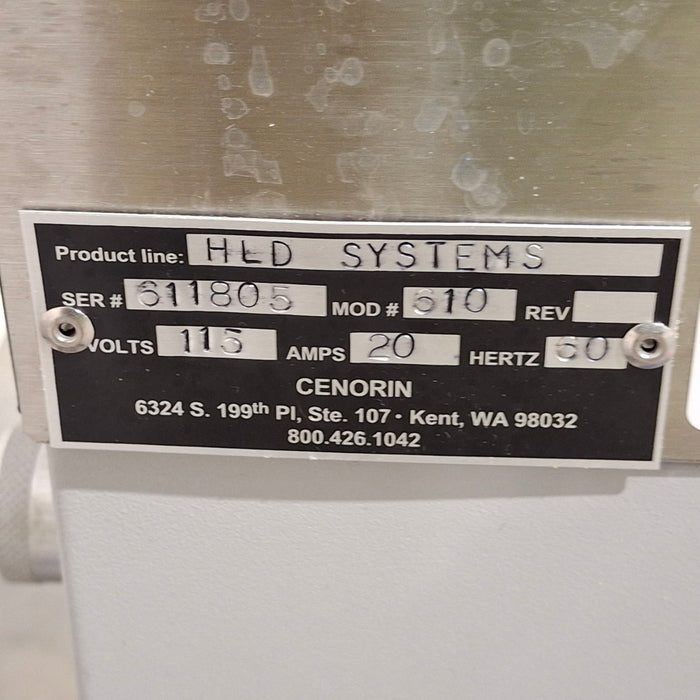 Product line: HLD SYSTEMS
SER # 611805 MOD # 610 REV
VOLTS 115 AMPS 20 HERTZ 60
CENORIN
6324 S. 199th Pl, Ste. 107 · Kent, WA 98032
800.426.1042